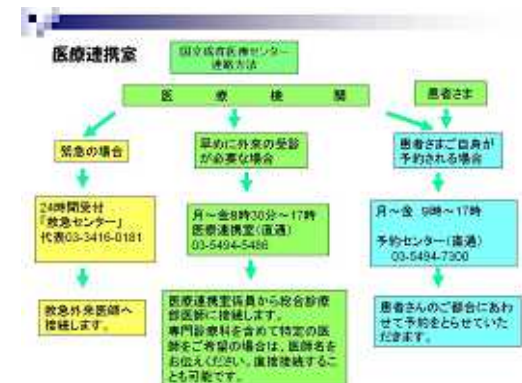 医療連携室
国立成育医療センター
連絡方法
医療機関
患者さま
緊急の場合
早めに外来の受診
が必要な場合
患者さまご自身が
予約される場合
24時間受付
「救急センター」
代表03-3416-0181
月～金8時30分～17時
医療連携室(直通)
03-5494-5486
月～金 9時～17時
予約センター(直通)
03-5494-7300
救急外来医師へ
接続します。
医療連携室係員から総合診療
部医師に接続します。
専門診療科を含めて特定の医
師をご希望の場合は、医師名を
お伝えください。直接接続するこ
とも可能です。
患者さんのご都合にあわ
せて予約をとらせていた
だきます。